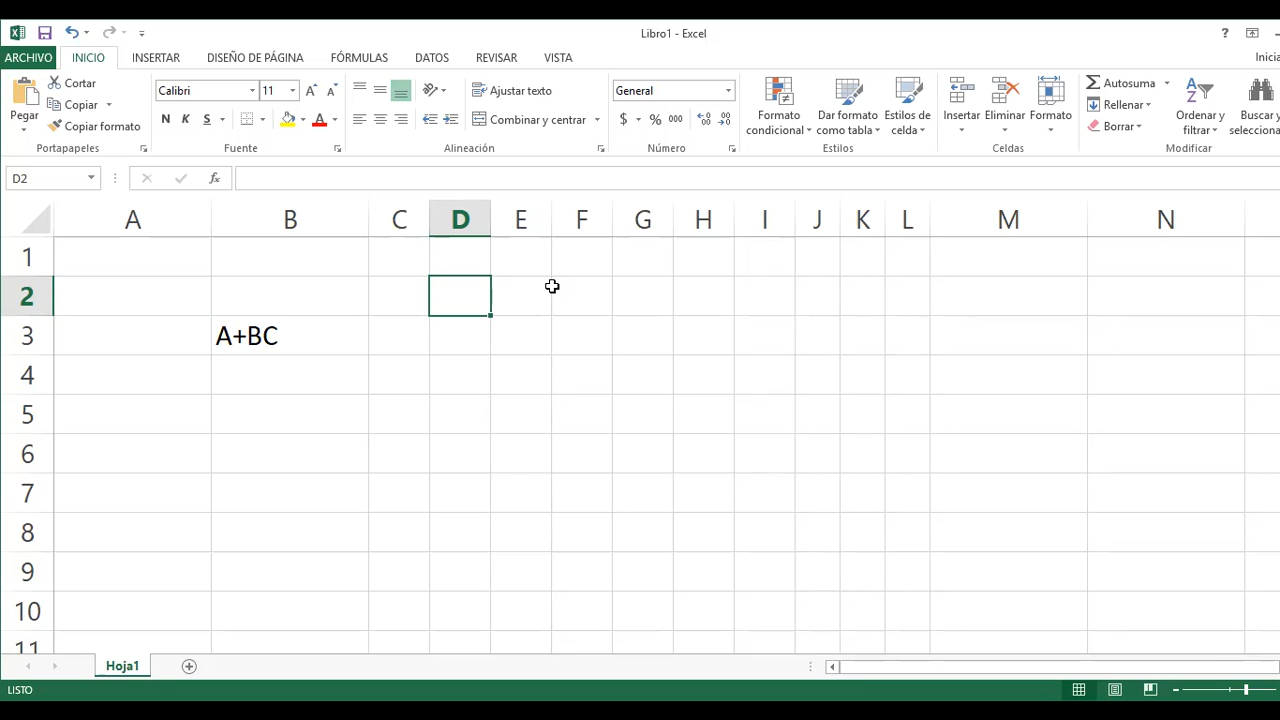 Libro1 - Excel
?
ARCHIVO INICIO INSERTAR DISEÑO DE PÁGINA FÓRMULAS DATOS REVISAR VISTA Inicia
Pegar
Cortar
Copiar
Copiar formato
Portapapeles
Calibri 11 A A
N K S A
Fuente
Ajustar texto
Combinar y centrar
Alineación
General
$ % 000
Número
Formato condicional
Dar formato como tabla
Estilos de celda
Estilos
Insertar Eliminar Formato
Celdas
Autosuma
Rellenar
Borrar
Ordenar y filtrar
Buscar y selecciona
Modificar
D2 fx
A B C D E F G H I J K L M N
1
2
3 A+BC
4
5
6
7
8
9
10
11
Hoja1
LISTO